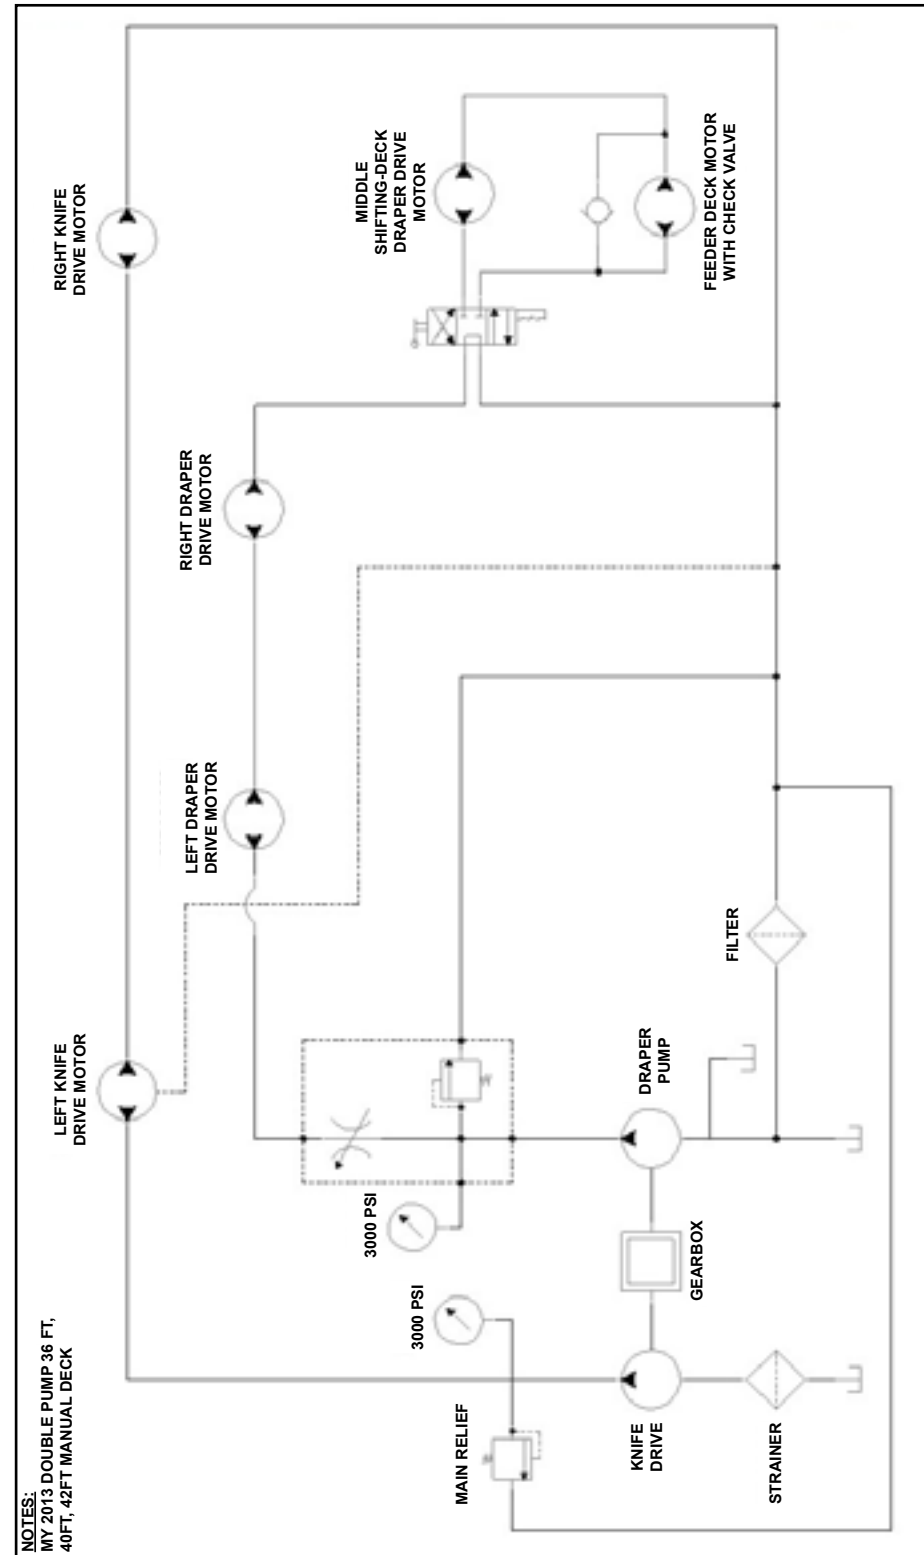 NOTES:
MY 2013 DOUBLE PUMP 36 FT,
40FT, 42FT MANUAL DECK
LEFT KNIFE
DRIVE MOTOR
RIGHT KNIFE
DRIVE MOTOR
LEFT DRAPER
DRIVE MOTOR
RIGHT DRAPER
DRIVE MOTOR
MIDDLE
SHIFTING-DECK
DRAPER DRIVE
MOTOR
FEEDER DECK MOTOR
WITH CHECK VALVE
3000 PSI
3000 PSI
MAIN RELIEF
KNIFE
DRIVE
GEARBOX
DRAPER
PUMP
STRAINER
FILTER